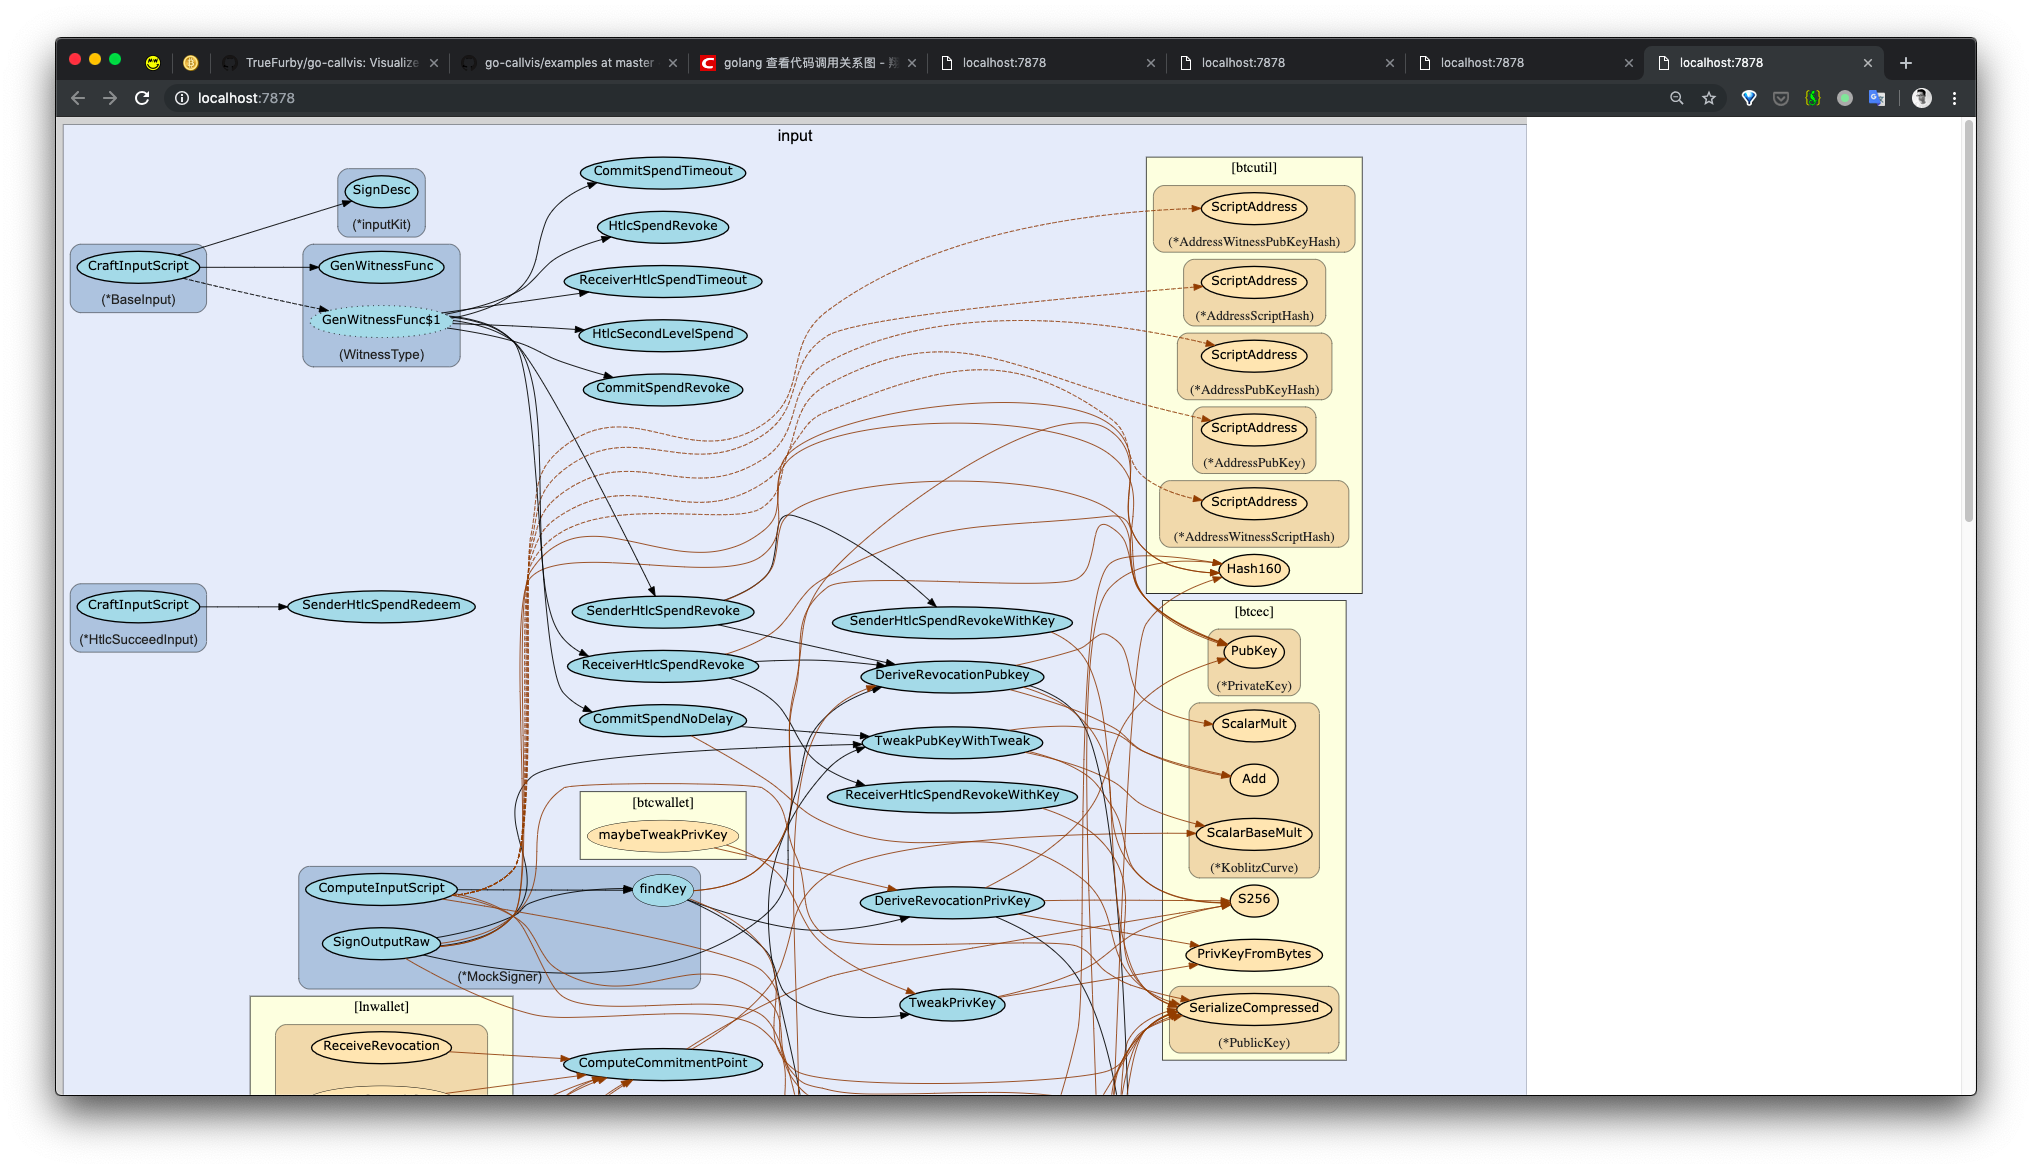 TrueFurby/go-callvis: Visualize
go-callvis/examples at master
golang 查看代码调用关系图 -
localhost:7878
localhost:7878
localhost:7878
localhost:7878
localhost:7878
input
SignDesc
(*inputKit)
CraftInputScript
(*BaseInput)
GenWitnessFunc
GenWitnessFunc$1
(WitnessType)
CommitSpendTimeout
HtlcSpendRevoke
ReceiverHtlcSpendTimeout
HtlcSecondLevelSpend
CommitSpendRevoke
[btcutil]
ScriptAddress
(*AddressWitnessPubKeyHash)
ScriptAddress
(*AddressScriptHash)
ScriptAddress
(*AddressPubKeyHash)
ScriptAddress
(*AddressPubKey)
ScriptAddress
(*AddressWitnessScriptHash)
Hash160
CraftInputScript
(*HtlcSucceedInput)
SenderHtlcSpendRedeem
SenderHtlcSpendRevoke
ReceiverHtlcSpendRevoke
CommitSpendNoDelay
SenderHtlcSpendRevokeWithKey
DeriveRevocationPubkey
TweakPubKeyWithTweak
ReceiverHtlcSpendRevokeWithKey
[btcwallet]
maybeTweakPrivKey
[btcec]
PubKey
(*PrivateKey)
ScalarMult
Add
ScalarBaseMult
(*KoblitzCurve)
S256
PrivKeyFromBytes
SerializeCompressed
(*PublicKey)
ComputeInputScript
findKey
SignOutputRaw
(*MockSigner)
DeriveRevocationPrivKey
TweakPrivKey
[lnwallet]
ReceiveRevocation
ComputeCommitmentPoint